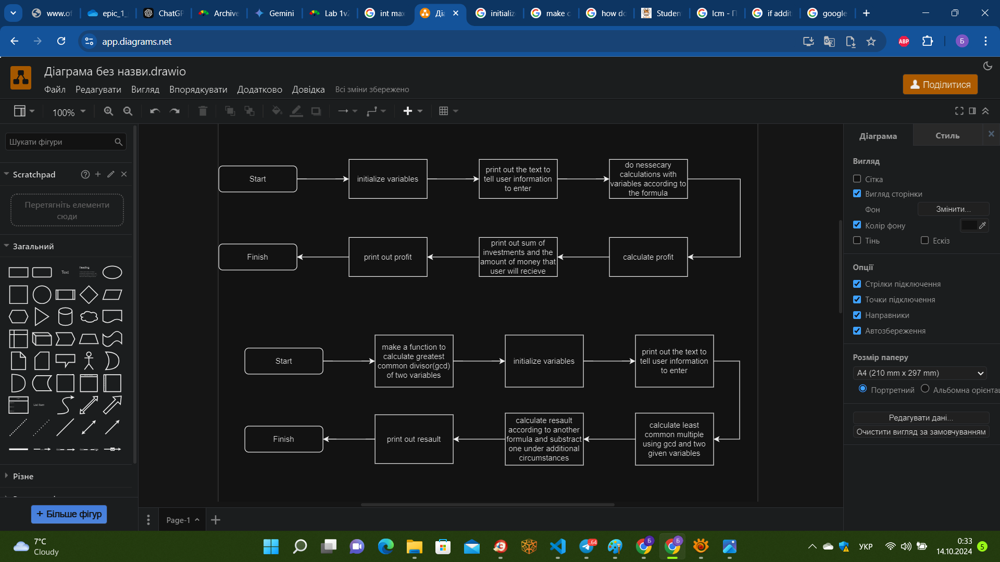 www.of
epic_1_
ChatGP
Archive
Gemini
Lab 1v2
int max
Діа
initializ
make c
how do
Studen
lcm - П
if addit
google
app.diagrams.net
ABP
Б
Діаграма без назви.drawio
Файл Редагувати Вигляд Впорядкувати Додатково Довідка Всі зміни збережено
Поділитися
100%
Шукати фігури
Scratchpad
Перетягніть елементи
сюди
Загальний
Text
Heading
List Item
Різне
+ Більше фігур
Start
initialize variables
print out the text to
tell user information
to enter
do nessecary
calculations with
variables according to
the formula
Finish
print out profit
print out sum of
investments and the
amount of money that
user will recieve
calculate profit
Start
make a function to
calculate greatest
common divisor(gcd)
of two variables
initialize variables
print out the text to
tell user information
to enter
Finish
print out resault
calculate resault
according to another
formula and substract
one under additional
circumstances
calculate least
common multiple
using gcd and two
given variables
Page-1
Діаграма
Стиль
Вигляд
Сітка
Вигляд сторінки
Фон
Змінити...
Колір фону
Тінь
Ескіз
Опції
Стрілки підключення
Точки підключення
Направники
Автозбереження
Розмір паперу
A4 (210 mm x 297 mm)
Портретний
Альбомна орієнтац
Редагувати дані...
Очистити вигляд за замовчуванням
7°C
Cloudy
64
Б
Б
УКР
0:33
14.10.2024
5